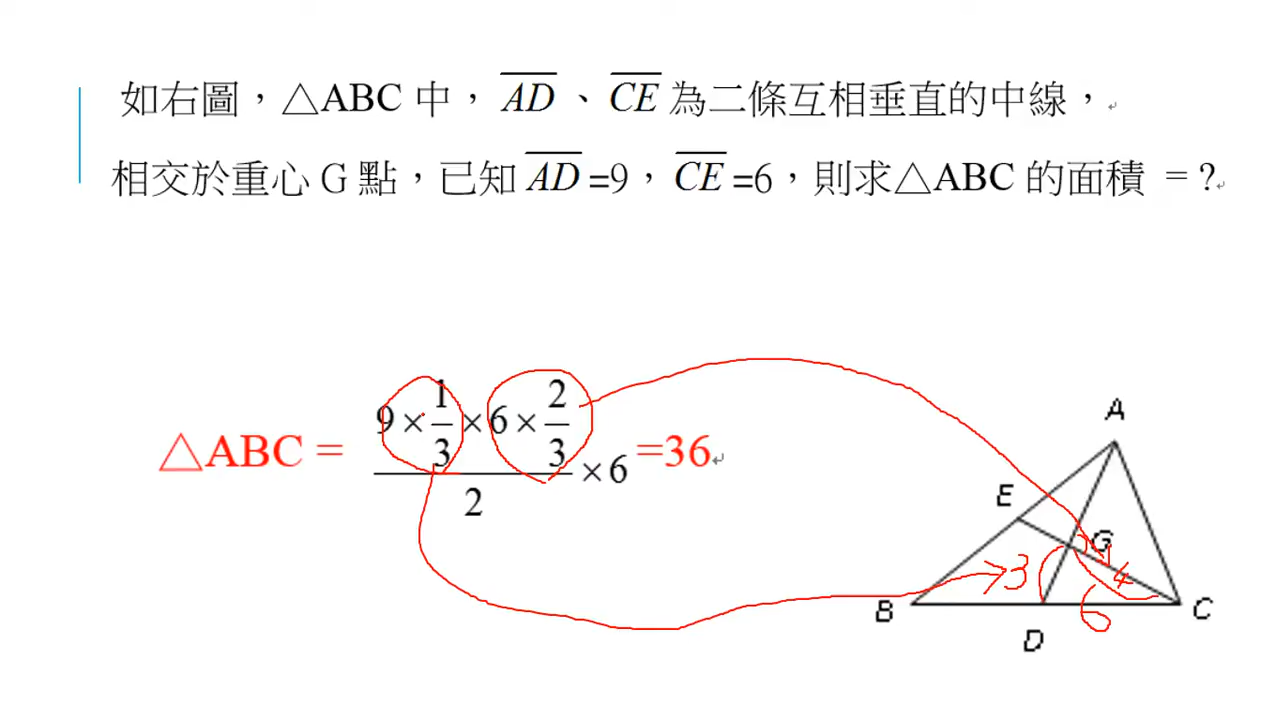 如右圖，△ABC 中，AD、CE 為二條互相垂直的中線，
相交於重心 G 點，已知 AD=9，CE=6，則求△ABC 的面積 =？
△ABC = (9×1/3×6×2/3)/2×6 =36
A
E
G
3
4
B
6
C
D